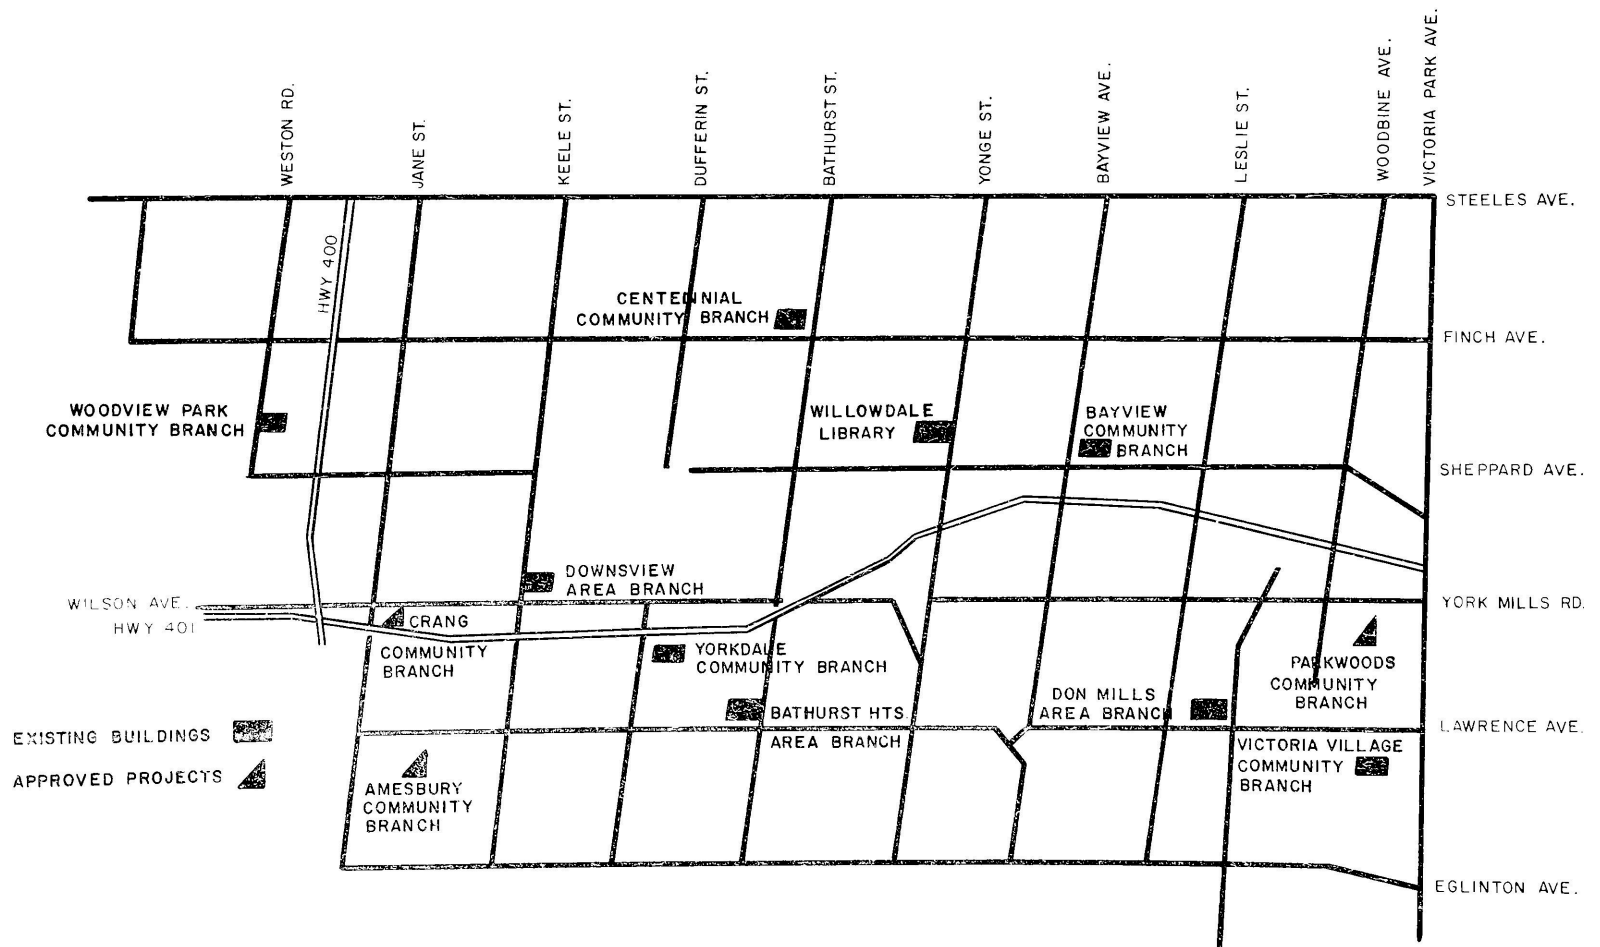 WESTON RD.
JANE ST.
KEELE ST.
DUFFERIN ST.
BATHURST ST.
YONGE ST.
BAYVIEW AVE.
LESLIE ST.
WOODBINE AVE.
VICTORIA PARK AVE.
STEELES AVE.
HWY 400
CENTENNIAL
COMMUNITY BRANCH
FINCH AVE.
WOODVIEW PARK
COMMUNITY BRANCH
WILLOWDALE
LIBRARY
BAYVIEW
COMMUNITY
BRANCH
SHEPPARD AVE.
DOWNSVIEW
AREA BRANCH
WILSON AVE.
HWY 401
YORK MILLS RD.
CRANG
COMMUNITY
BRANCH
YORKDALE
COMMUNITY BRANCH
PARKWOODS
COMMUNITY
BRANCH
DON MILLS
AREA BRANCH
BATHURST HTS.
AREA BRANCH
LAWRENCE AVE.
EXISTING BUILDINGS
APPROVED PROJECTS
VICTORIA VILLAGE
COMMUNITY
BRANCH
AMESBURY
COMMUNITY
BRANCH
EGLINTON AVE.